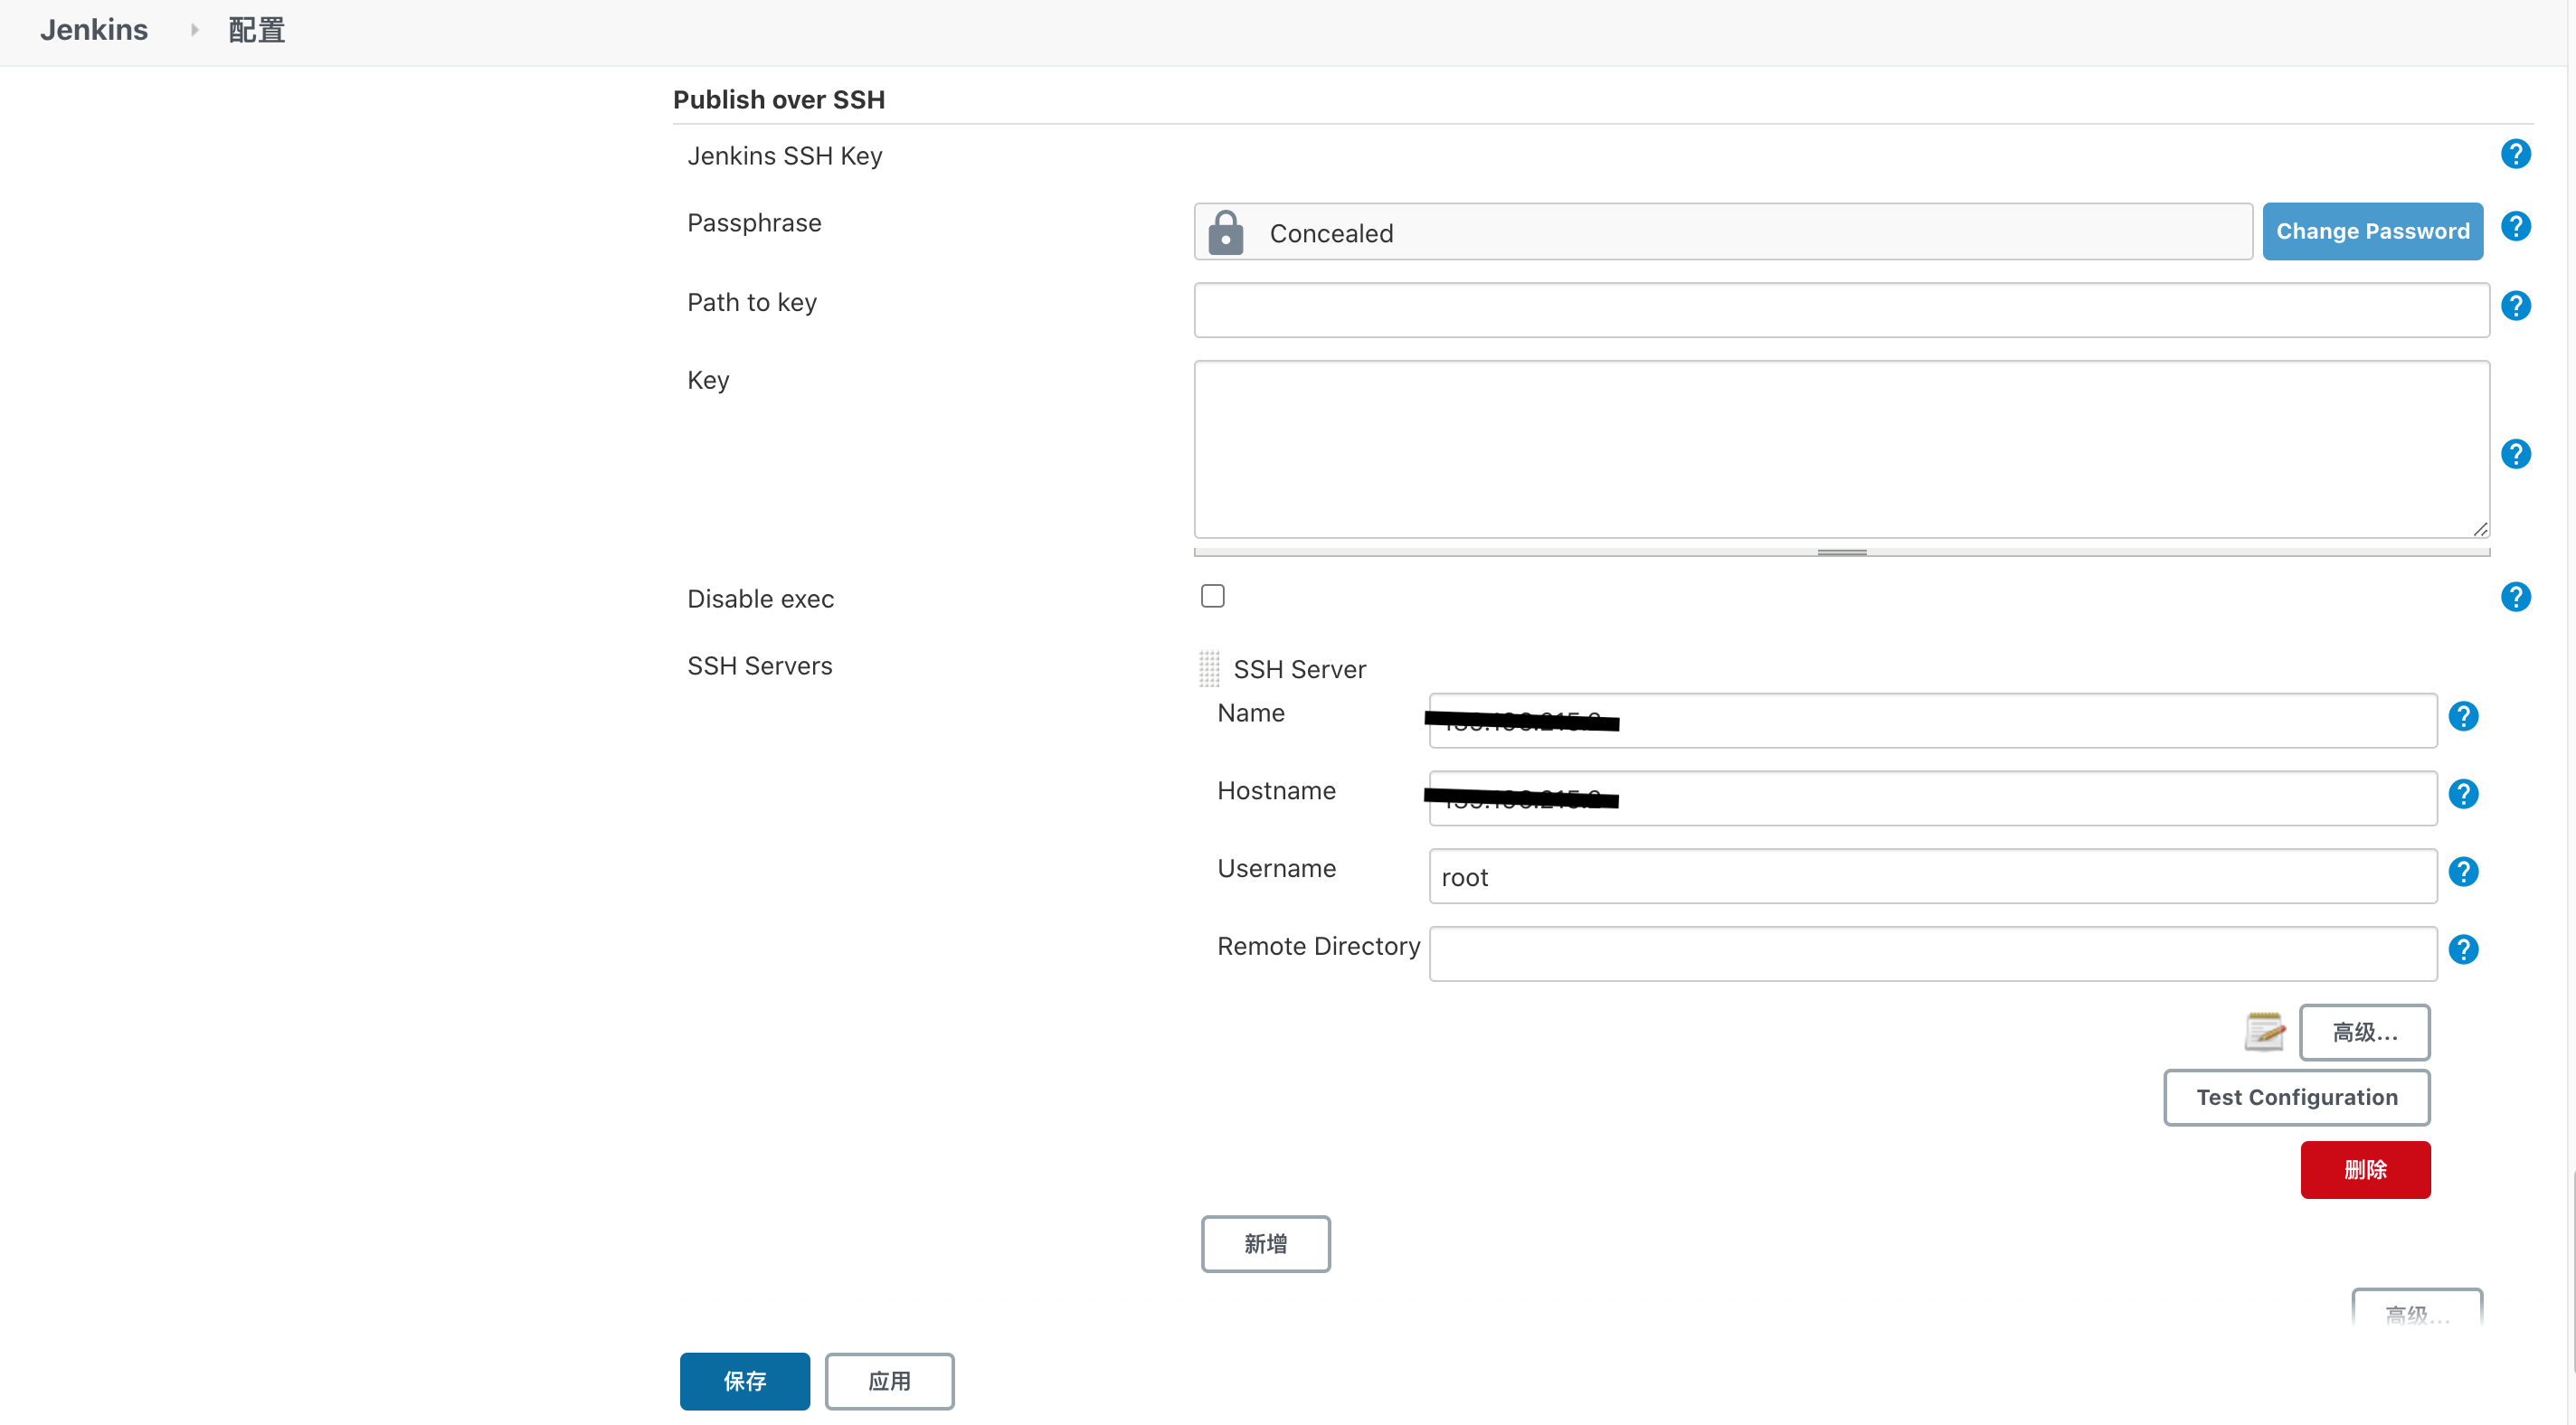 Jenkins 配置
Publish over SSH
Jenkins SSH Key
Passphrase Concealed Change Password
Path to key
Key
Disable exec
SSH Servers SSH Server
Name
Hostname
Username root
Remote Directory
高级...
Test Configuration
删除
新增
高级...
保存 应用